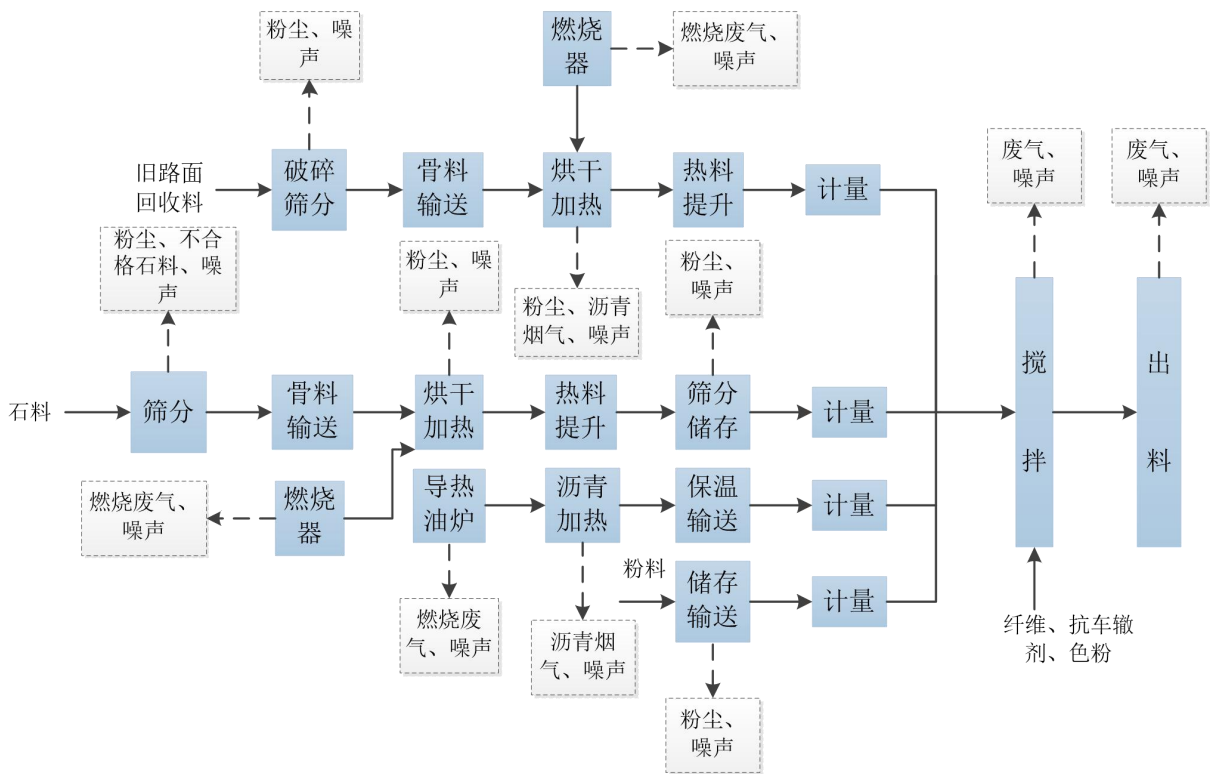 粉尘、噪
声
燃烧
器
燃烧废气、
噪声
废气、
噪声
废气、
噪声
旧路面
回收料
破碎
筛分
骨料
输送
烘干
加热
热料
提升
计量
粉尘、不合
格石料、噪
声
粉尘、噪
声
粉尘、沥青
烟气、噪声
粉尘、
噪声
石料
筛分
骨料
输送
烘干
加热
热料
提升
筛分
储存
计量
搅
拌
出
料
燃烧废气、
噪声
燃烧
器
导热
油炉
沥青
加热
保温
输送
计量
粉料
储存
输送
计量
燃烧废
气、噪声
沥青烟
气、噪声
粉尘、
噪声
纤维、抗车辙
剂、色粉